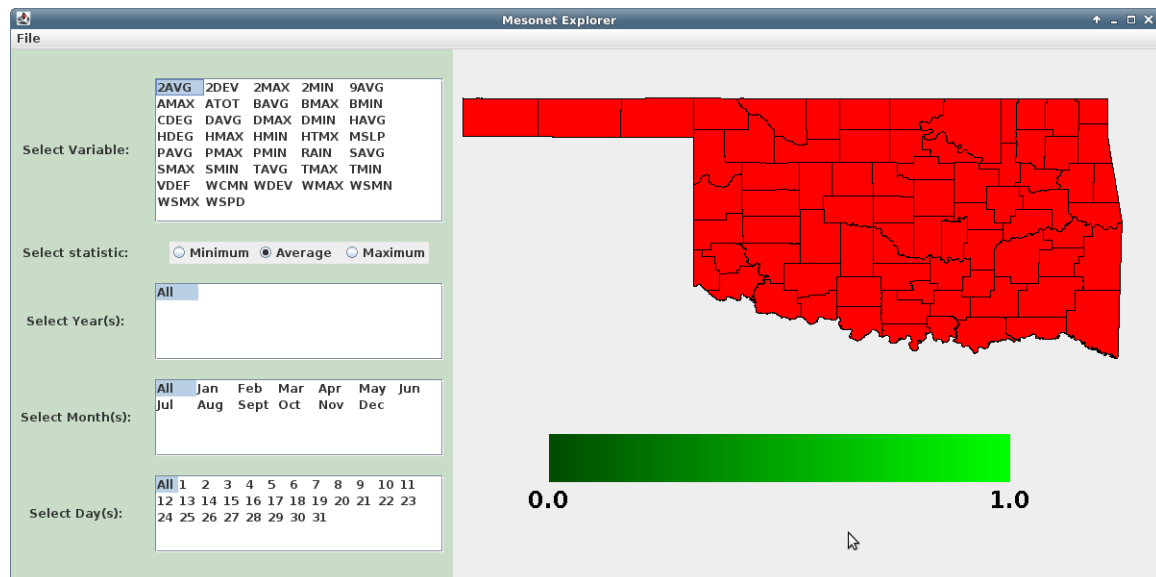 Mesonet Explorer
File
Select Variable:
2AVG 2DEV 2MAX 2MIN 9AVG
AMAX ATOT BAVG BMAX BMIN
CDEG DAVG DMAX DMIN HAVG
HDEG HMAX HMIN HTMX MSLP
PAVG PMAX PMIN RAIN SAVG
SMAX SMIN TAVG TMAX TMIN
VDEF WCMN WDEV WMAX WSMN
WSMX WSPD
Select statistic:
Minimum Average Maximum
Select Year(s):
All
Select Month(s):
All Jan Feb Mar Apr May Jun
Jul Aug Sept Oct Nov Dec
Select Day(s):
All 1 2 3 4 5 6 7 8 9 10 11
12 13 14 15 16 17 18 19 20 21 22 23
24 25 26 27 28 29 30 31
0.0 1.0